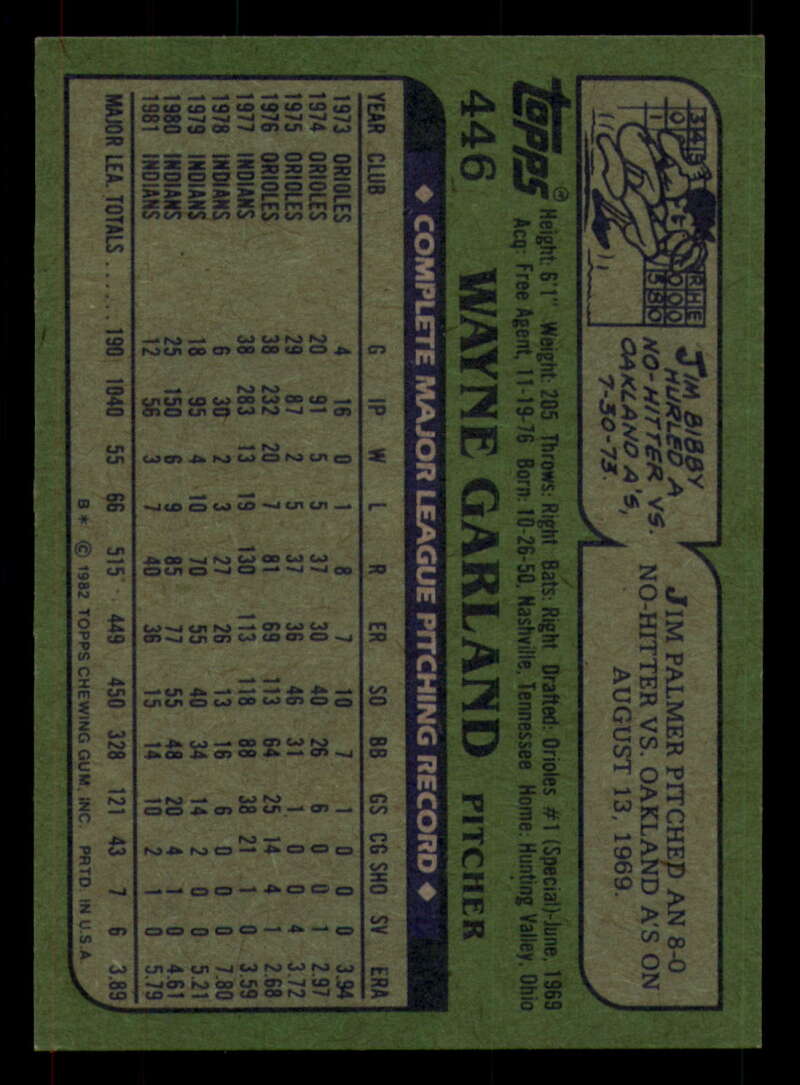 345
RHE
0
000
1
580
JIM BIBBY
HURLED A
NO-HITTER VS.
OAKLAND A'S,
7-30-73.
JIM PALMER PITCHED AN 8-0
NO-HITTER VS. OAKLAND A'S ON
AUGUST 13, 1969.
Topps®
Height: 6'1" Weight: 205 Throws: Right Bats: Right Drafted: Orioles #1 (Special)-June, 1969
Acq: Free Agent, 11-19-76 Born: 10-26-50, Nashville, Tennessee Home: Hunting Valley, Ohio
446 WAYNE GARLAND PITCHER
◆ COMPLETE MAJOR LEAGUE PITCHING RECORD ◆
YEAR CLUB G IP W L R ER SO BB GS CG SHO SV ERA
1973 ORIOLES 4 16 0 1 8 7 10 7 1 0 0 0 3.94
1974 ORIOLES 20 91 5 5 37 30 40 26 6 0 0 1 2.97
1975 ORIOLES 29 87 2 5 37 36 46 31 1 0 0 4 3.72
1976 ORIOLES 38 232 20 7 81 69 113 64 25 14 4 1 2.68
1977 INDIANS 38 283 13 19 130 113 118 88 38 21 1 0 3.59
1978 INDIANS 6 30 2 3 27 26 13 16 6 0 0 0 7.80
1979 INDIANS 18 95 4 10 70 55 40 34 14 2 0 0 5.21
1980 INDIANS 25 150 6 9 85 77 55 48 20 4 1 0 4.61
1981 INDIANS 12 56 3 7 40 36 15 14 10 2 1 0 5.79
MAJOR LEA. TOTALS ...... 190 1040 55 66 515 449 450 328 121 43 7 6 3.89
B* © 1982 TOPPS CHEWING GUM, INC. PRTD. IN U.S.A.